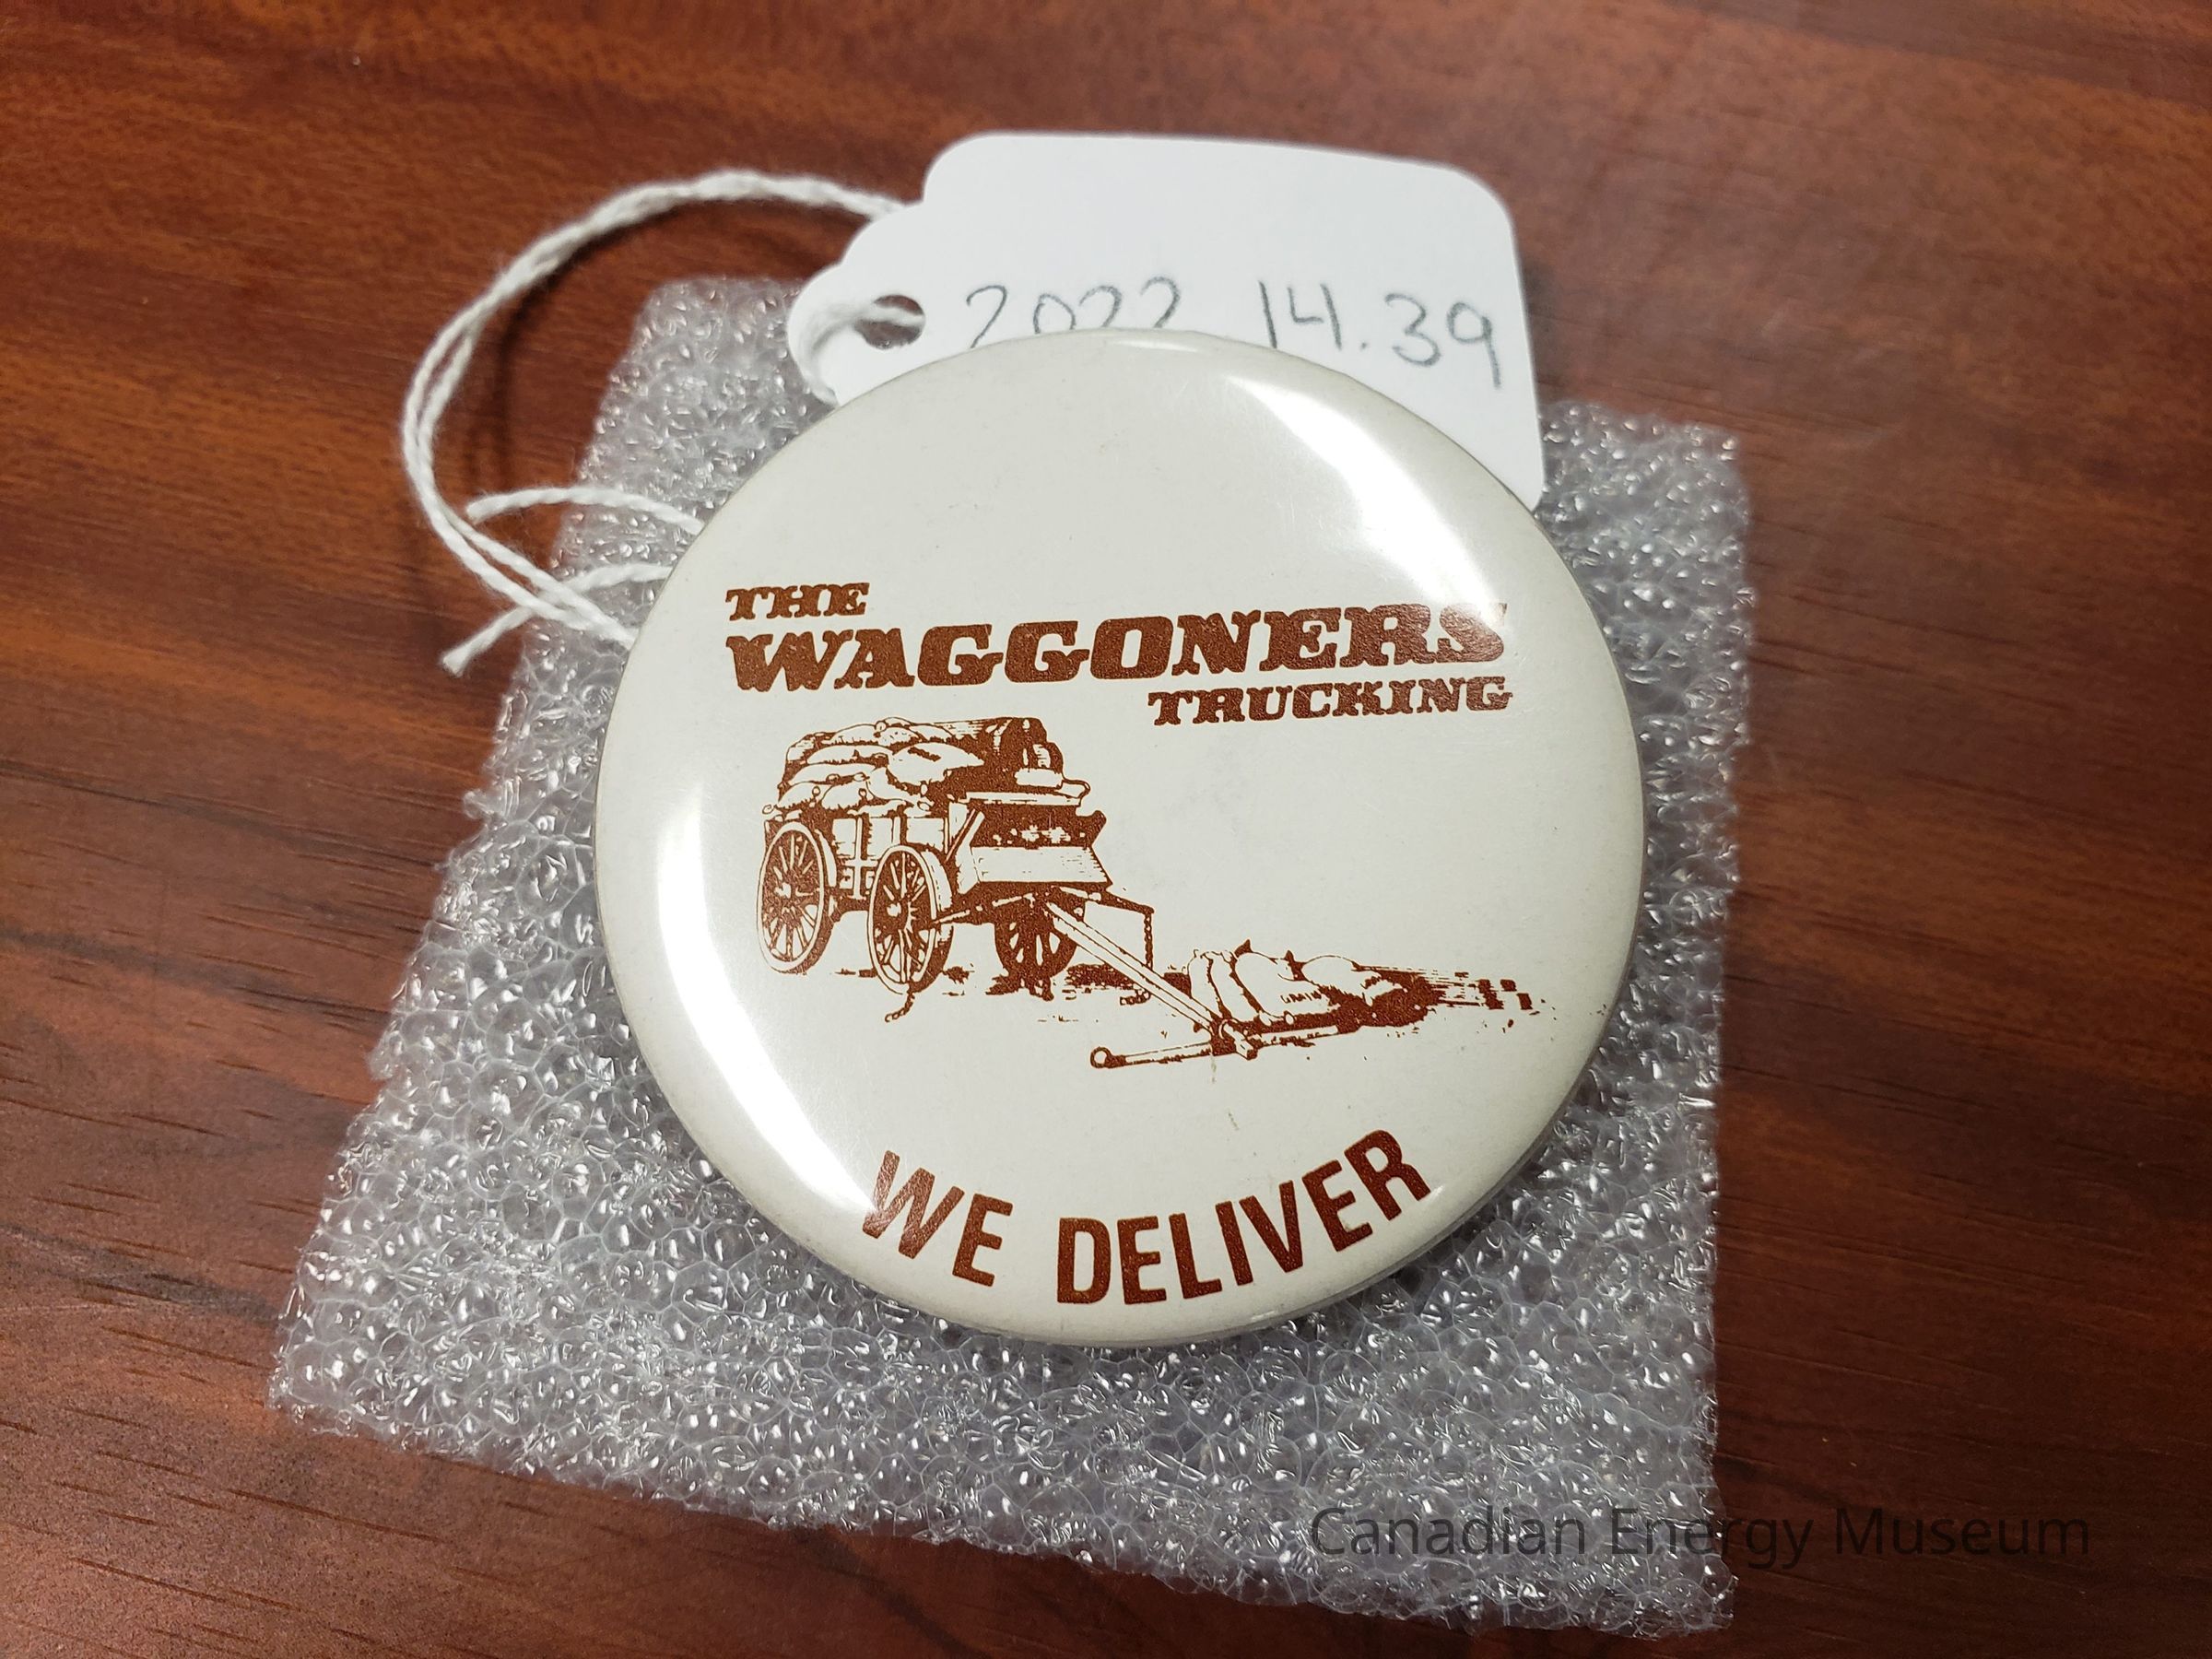 2022 14.39
THE
WAGGONERS
TRUCKING
WE DELIVER
Canadian Energy Museum